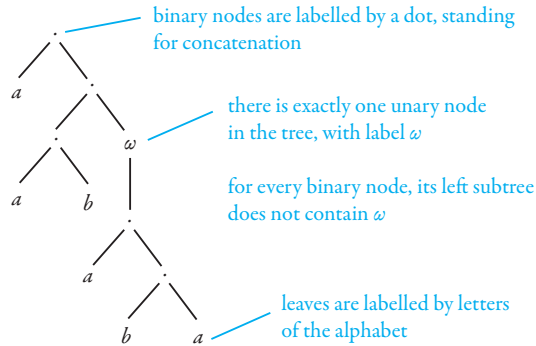 binary nodes are labelled by a dot, standing
for concatenation
.
a
.
there is exactly one unary node
in the tree, with label ω
.
ω
a
b
for every binary node, its left subtree
does not contain ω
.
a
.
leaves are labelled by letters
of the alphabet
b
a